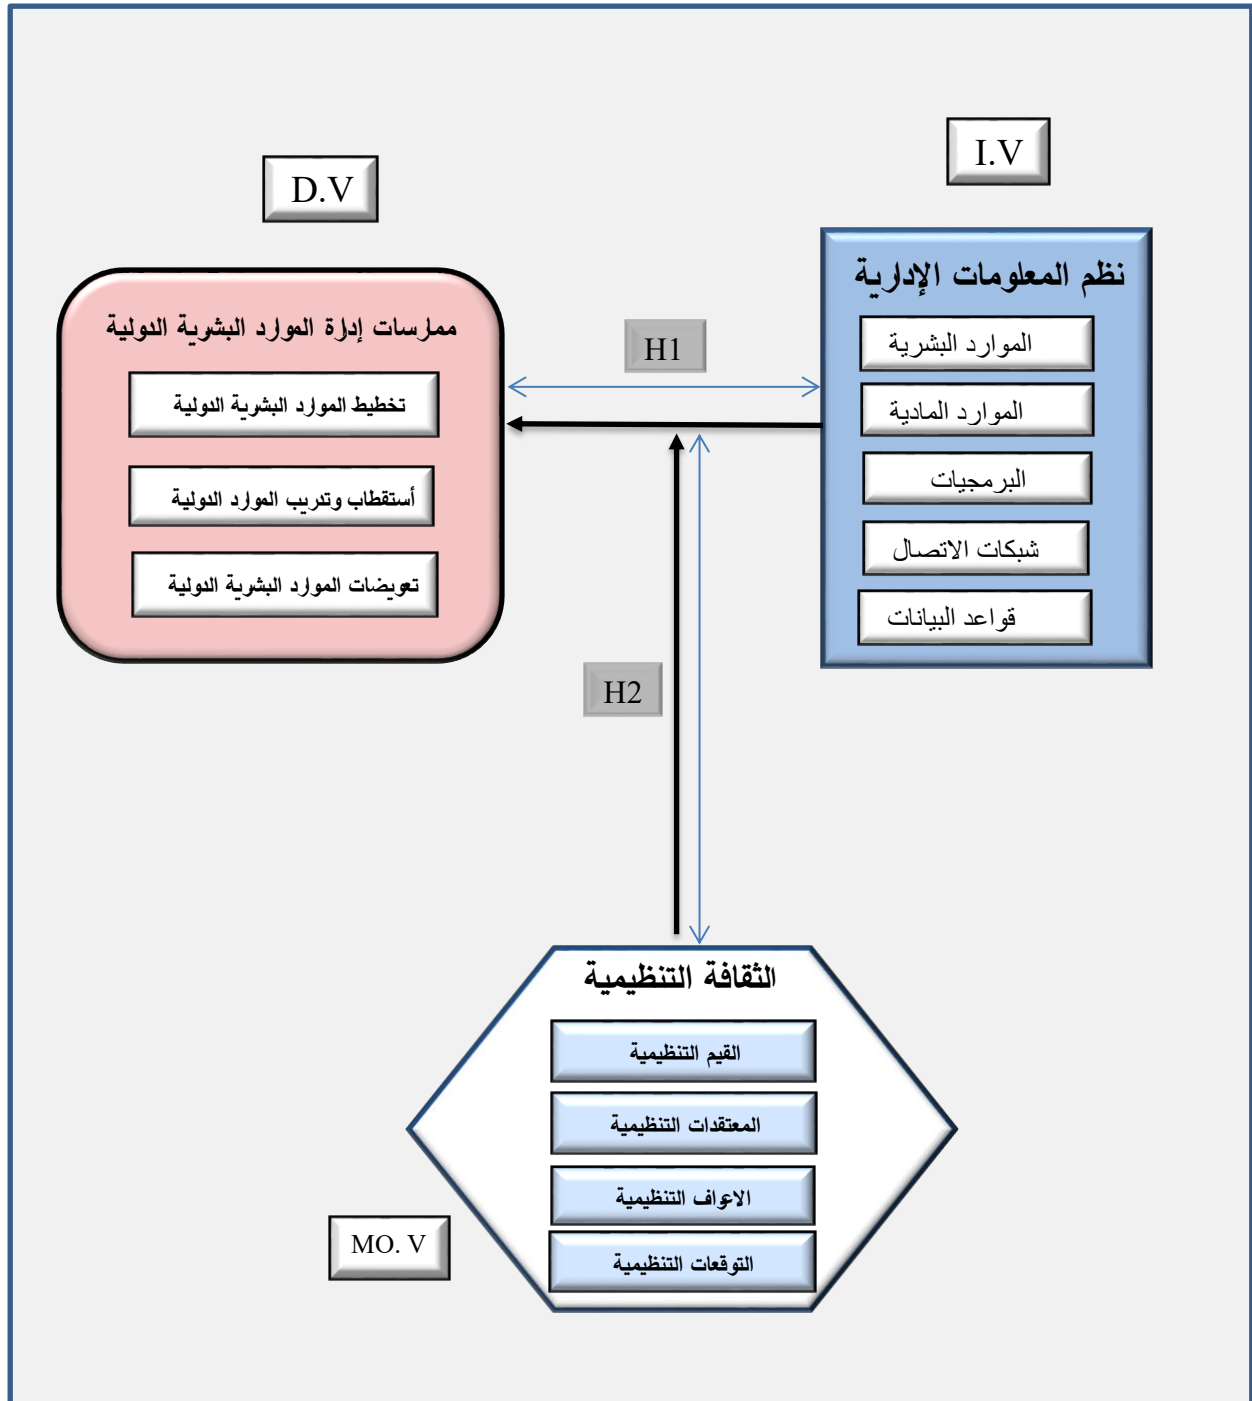 I.V
D.V
نظم المعلومات الإدارية
الموارد البشرية
الموارد المادية
البرمجيات
شبكات الاتصال
قواعد البيانات
H1
ممارسات إدارة الموارد البشرية الدولية
تخطيط الموارد البشرية الدولية
أستقطاب وتدريب الموارد الدولية
تعويضات الموارد البشرية الدولية
H2
الثقافة التنظيمية
القيم التنظيمية
المعتقدات التنظيمية
الاعراف التنظيمية
التوقعات التنظيمية
MO. V